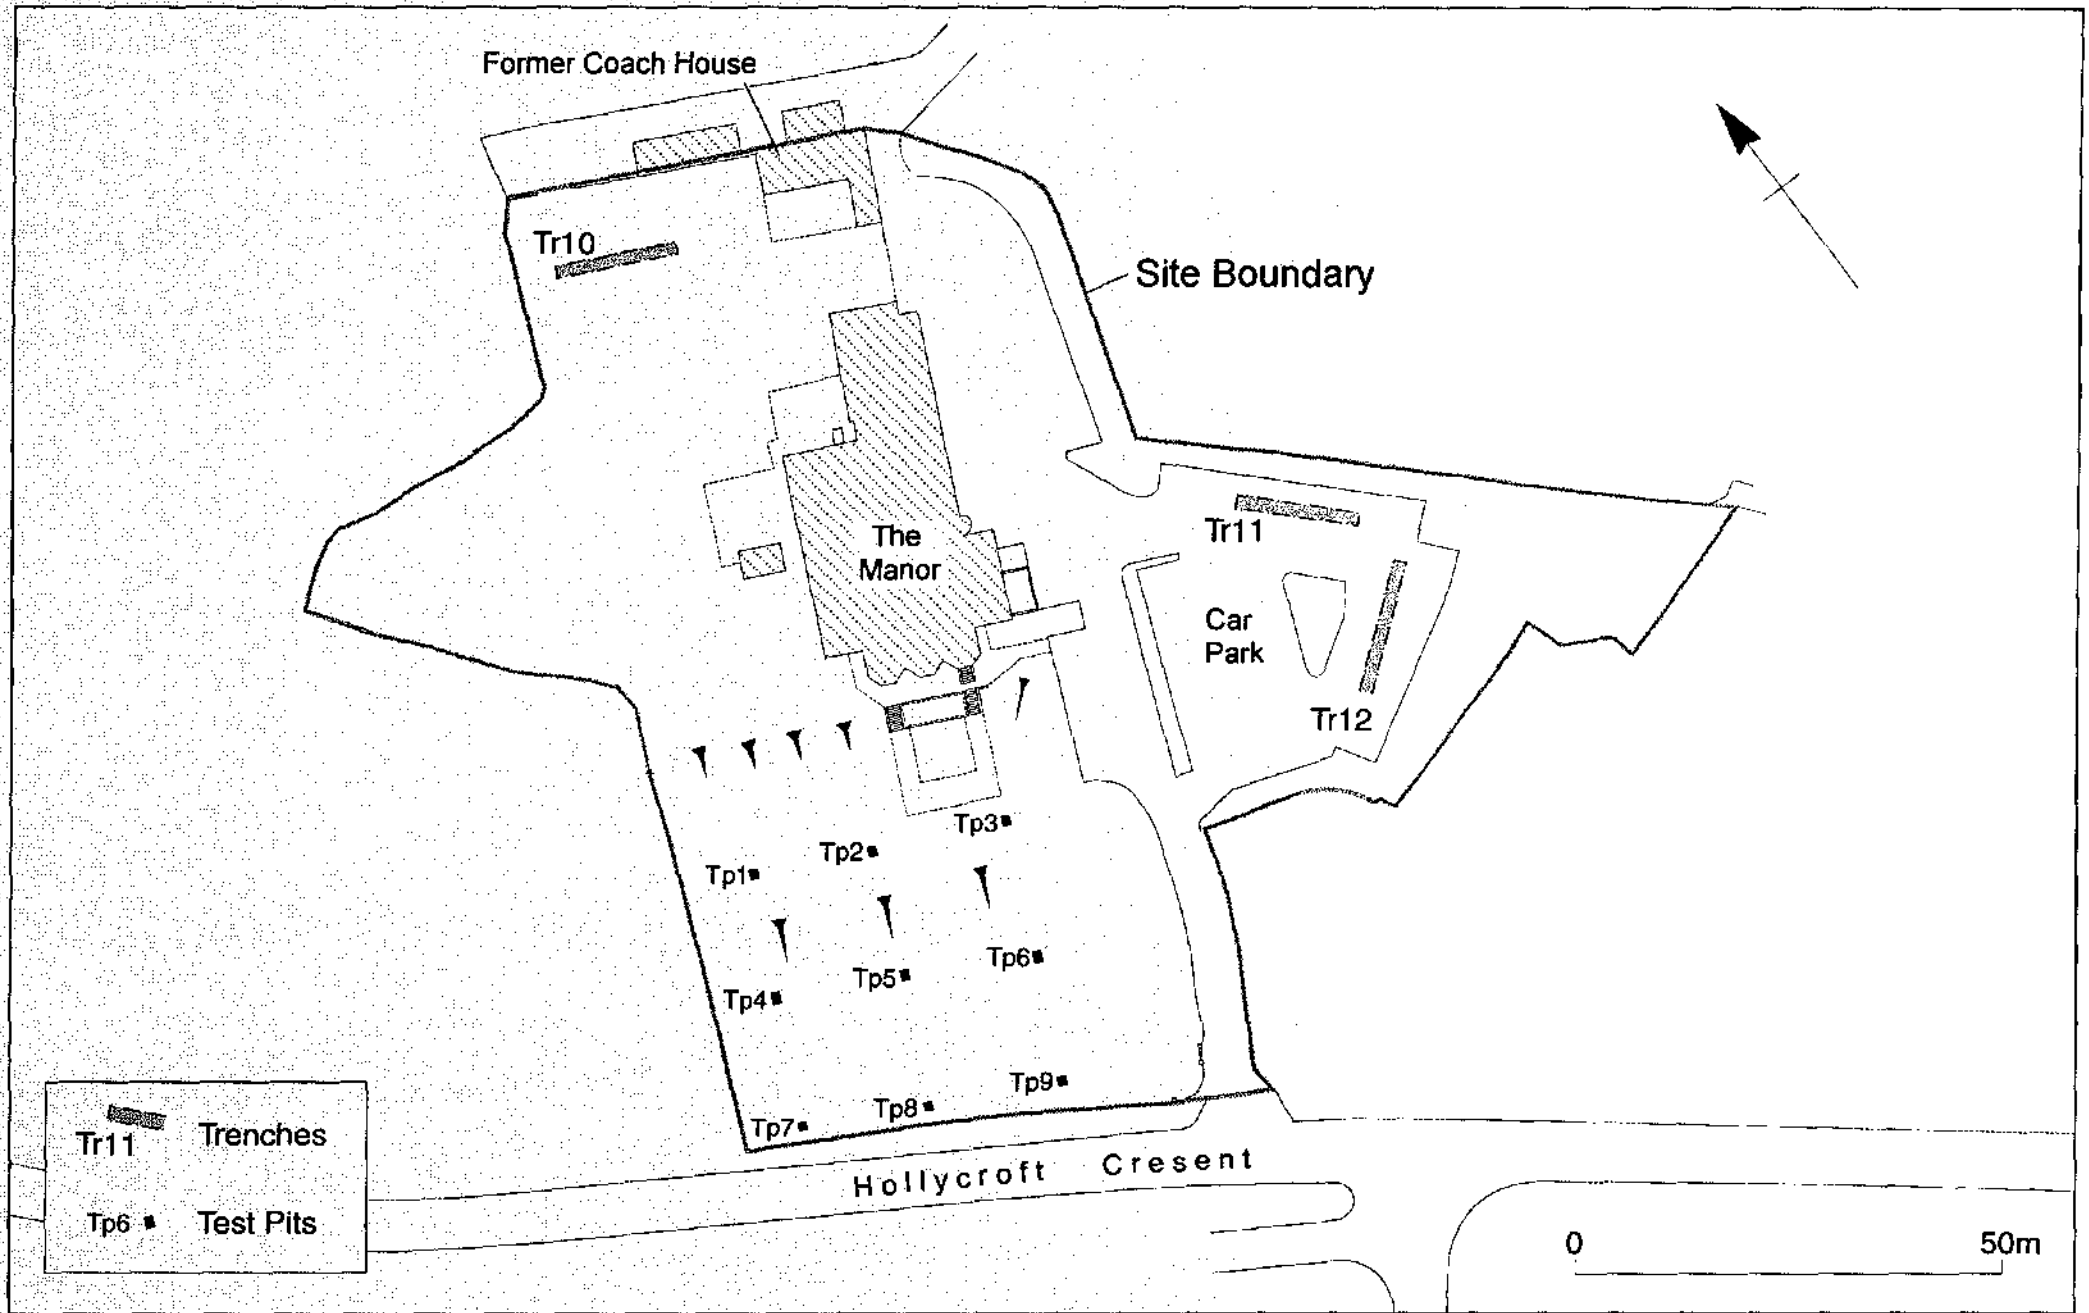 Former Coach House
Tr10
Site Boundary
Tr11
The
Manor
Car
Park
Tr12
Tp3
Tp2
Tp1
Tp6
Tp5
Tp4
Tp9
Tp8
Tp7
Hollycroft Cresent
Tr11 Trenches
Tp6 Test Pits
0 50m